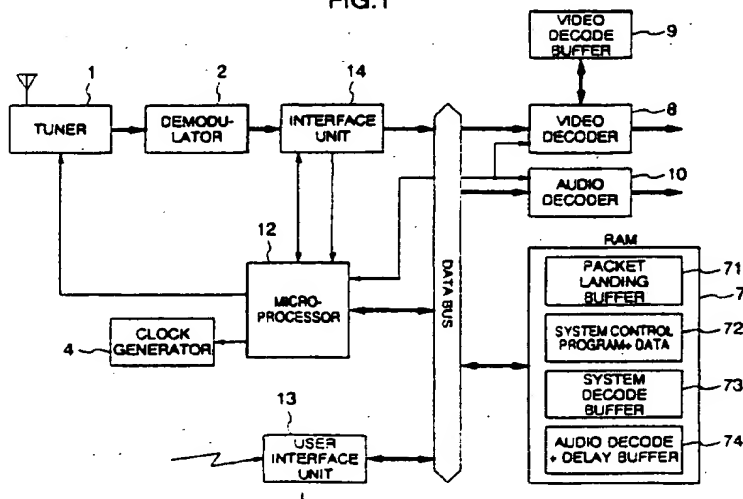 FIG.1
VIDEO
DECODE
BUFFER
9
1
2
14
TUNER
DEMODU-
LATOR
INTERFACE
UNIT
VIDEO
DECODER
8
10
AUDIO
DECODER
12
MICRO-
PROCESSOR
DATA BUS
RAM
PACKET
LANDING
BUFFER
71
7
SYSTEM CONTROL
PROGRAM+ DATA
72
4
CLOCK
GENERATOR
SYSTEM
DECODE
BUFFER
73
13
USER
INTERFACE
UNIT
AUDIO DECODE
+ DELAY BUFFER
74